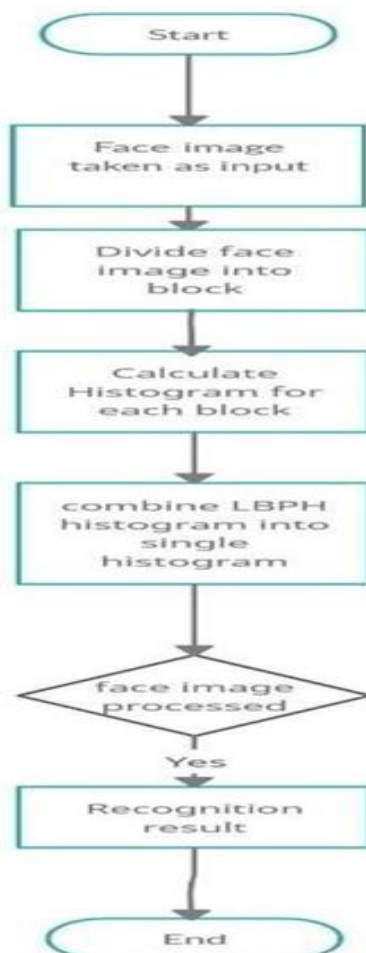 Start
Face image
taken as input
Divide face
image into
block
Calculate
Histogram for
each block
combine LBPH
histogram into
single
histogram
face image
processed
Yes
Recognition
result
End